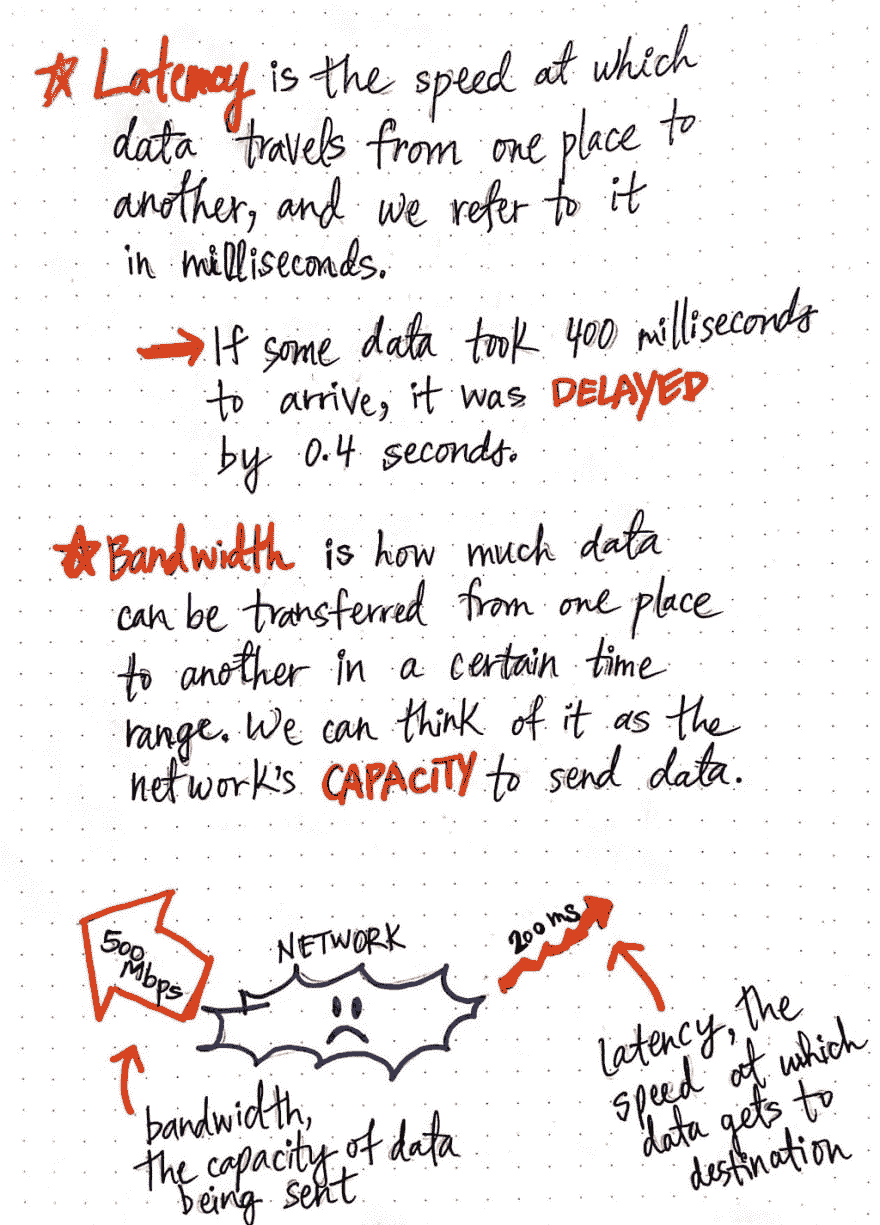 Latency is the speed at which
data travels from one place to
another, and we refer to it
in milliseconds.
If some data took 400 milliseconds
to arrive, it was DELAYED
by 0.4 seconds.
Bandwidth is how much data
can be transferred from one place
to another in a certain time
range. We can think of it as the
network's CAPACITY to send data.
500
Mbps
NETWORK
200 ms
bandwidth,
the capacity of data
being sent
latency, the
speed at which
data gets to
destination